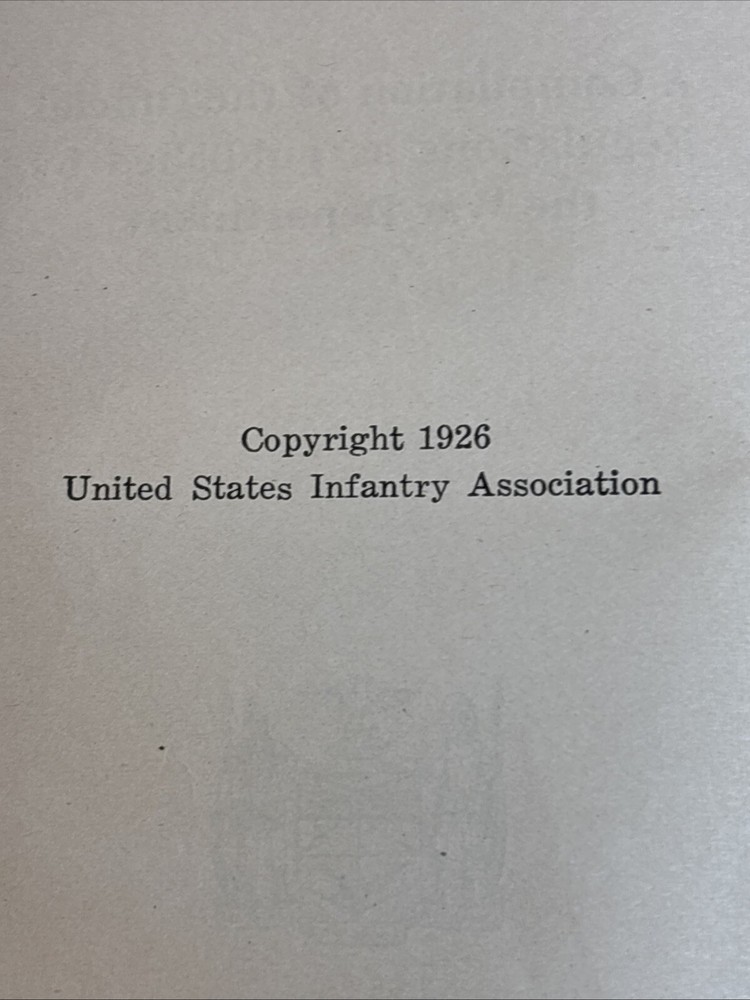 Copyright 1926
United States Infantry Association